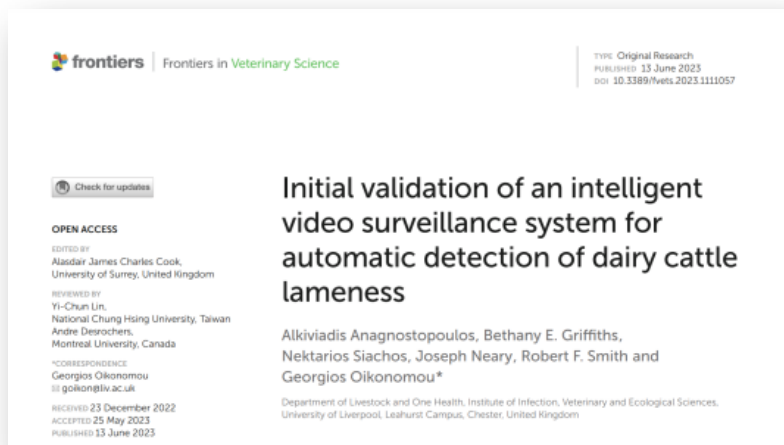 frontiers | Frontiers in Veterinary Science
TYPE Original Research
PUBLISHED 13 June 2023
DOI 10.3389/fvets.2023.1111057
Check for updates
OPEN ACCESS
EDITED BY
Alasdair James Charles Cook,
University of Surrey, United Kingdom
REVIEWED BY
Yi-Chun Lin,
National Chung Hsing University, Taiwan
Andre Desrochers,
Montreal University, Canada
*CORRESPONDENCE
Georgios Oikonomou
goikon@liv.ac.uk
RECEIVED 23 December 2022
ACCEPTED 25 May 2023
PUBLISHED 13 June 2023
Initial validation of an intelligent
video surveillance system for
automatic detection of dairy cattle
lameness
Alkiviadis Anagnostopoulos, Bethany E. Griffiths,
Nektarios Siachos, Joseph Neary, Robert F. Smith and
Georgios Oikonomou*
Department of Livestock and One Health, Institute of Infection, Veterinary and Ecological Sciences,
University of Liverpool, Leahurst Campus, Chester, United Kingdom